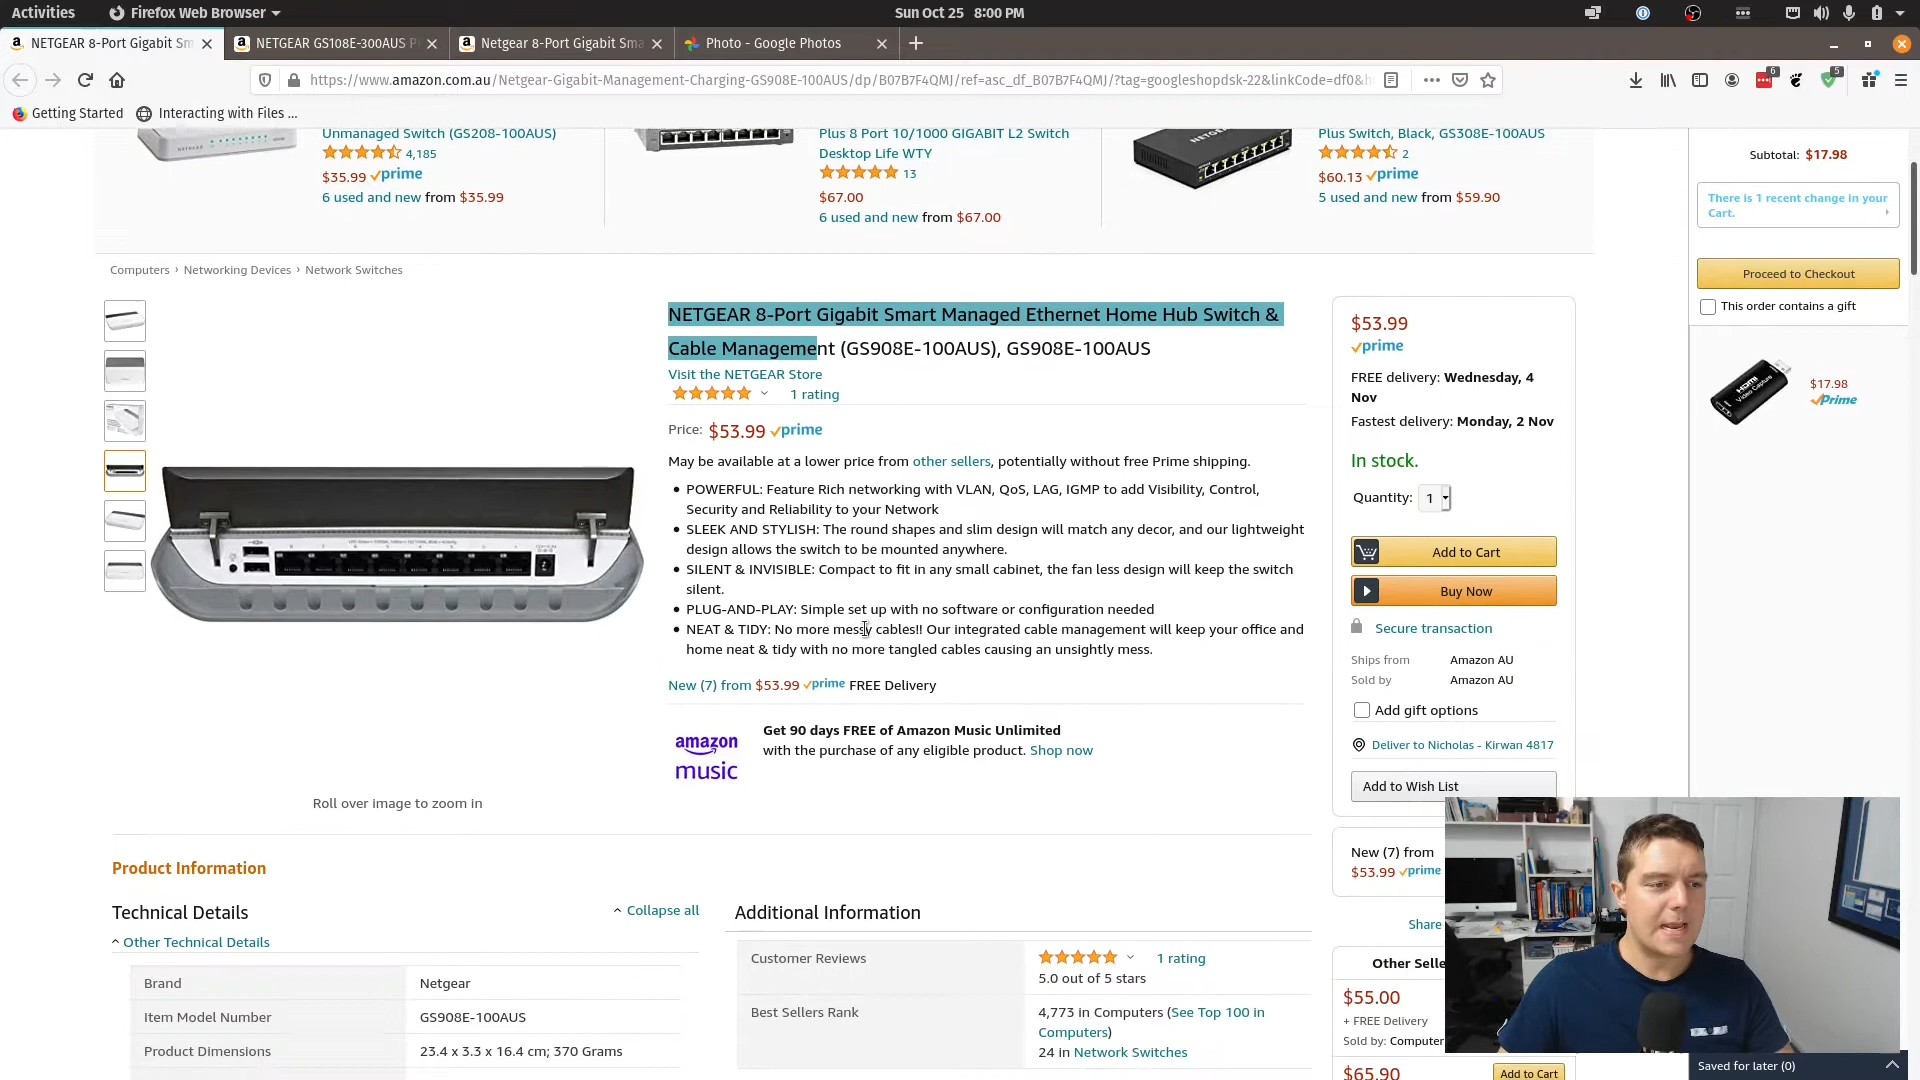 Activities
Firefox Web Browser
Sun Oct 25 8:00 PM
NETGEAR 8-Port Gigabit Sm
NETGEAR GS108E-300AUS P
Netgear 8-Port Gigabit Sma
Photo - Google Photos
https://www.amazon.com.au/Netgear-Gigabit-Management-Charging-GS908E-100AUS/dp/B07B7F4QMJ/ref=asc_df_B07B7F4QMJ/?tag=googleshopdsk-22&linkCode=df0&h
6
5
Getting Started
Interacting with Files ...
Unmanaged Switch (GS208-100AUS)
4,185
$35.99 prime
6 used and new from $35.99
Plus 8 Port 10/1000 GIGABIT L2 Switch
Desktop Life WTY
13
$67.00
6 used and new from $67.00
Plus Switch, Black, GS308E-100AUS
2
$60.13 prime
5 used and new from $59.90
Subtotal: $17.98
There is 1 recent change in your
Cart.
Proceed to Checkout
This order contains a gift
HDMI
Video Capture
$17.98
Prime
Computers › Networking Devices › Network Switches
NETGEAR 8-Port Gigabit Smart Managed Ethernet Home Hub Switch &
Cable Management (GS908E-100AUS), GS908E-100AUS
Visit the NETGEAR Store
1 rating
Price: $53.99 prime
May be available at a lower price from other sellers, potentially without free Prime shipping.
• POWERFUL: Feature Rich networking with VLAN, QoS, LAG, IGMP to add Visibility, Control,
Security and Reliability to your Network
• SLEEK AND STYLISH: The round shapes and slim design will match any decor, and our lightweight
design allows the switch to be mounted anywhere.
• SILENT & INVISIBLE: Compact to fit in any small cabinet, the fan less design will keep the switch
silent.
• PLUG-AND-PLAY: Simple set up with no software or configuration needed
• NEAT & TIDY: No more messy cables!! Our integrated cable management will keep your office and
home neat & tidy with no more tangled cables causing an unsightly mess.
New (7) from $53.99 prime FREE Delivery
amazon
music
Get 90 days FREE of Amazon Music Unlimited
with the purchase of any eligible product. Shop now
Roll over image to zoom in
$53.99
prime
FREE delivery: Wednesday, 4
Nov
Fastest delivery: Monday, 2 Nov
In stock.
Quantity: 1
Add to Cart
Buy Now
Secure transaction
Ships from Amazon AU
Sold by Amazon AU
Add gift options
Deliver to Nicholas - Kirwan 4817
Add to Wish List
New (7) from
$53.99 prime
Share
Other Selle
$55.00
+ FREE Delivery
Sold by: Computer
$65.90
Add to Cart
Saved for later (0)
Product Information
Technical Details
Collapse all
Other Technical Details
Brand Netgear
Item Model Number GS908E-100AUS
Product Dimensions 23.4 x 3.3 x 16.4 cm; 370 Grams
Additional Information
Customer Reviews
1 rating
5.0 out of 5 stars
Best Sellers Rank
4,773 in Computers (See Top 100 in
Computers)
24 in Network Switches